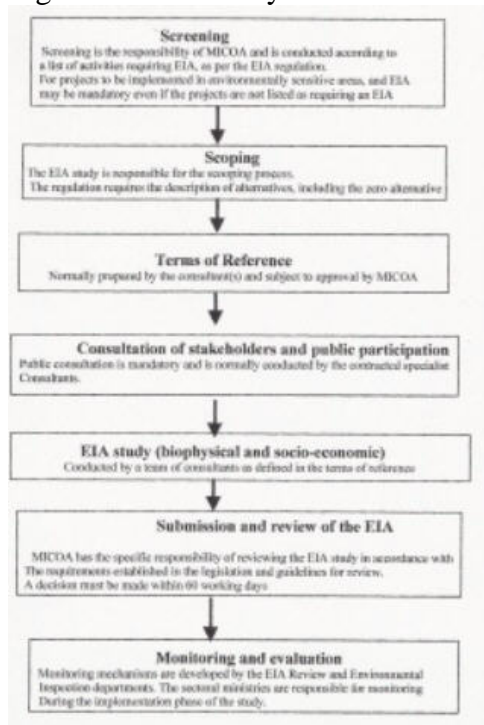 Screening
Screening is the responsibility of MICOA and is conducted according to
a list of activities requiring EIA, as per the EIA regulation.
For projects to be implemented in environmentally sensitive areas, and EIA
may be mandatory even if the projects are not listed as requiring an EIA
Scoping
The EIA study is responsible for the scooping process.
The regulation requires the description of alternatives, including the zero alternative
Terms of Reference
Normally prepared by the consultant(s) and subject to approval by MICOA
Consultation of stakeholders and public participation
Public consultation is mandatory and is normally conducted by the contracted specialist
Consultants.
EIA study (biophysical and socio-economic)
Conducted by a team of consultants as defined in the terms of reference
Submission and review of the EIA
MICOA has the specific responsibility of reviewing the EIA study in accordance with
The requirements established in the legislation and guidelines for review.
A decision must be made within 60 working days
Monitoring and evaluation
Monitoring mechanisms are developed by the EIA Review and Environmental
Inspection departments. The sectoral ministries are responsible for monitoring
During the implementation phase of the study.